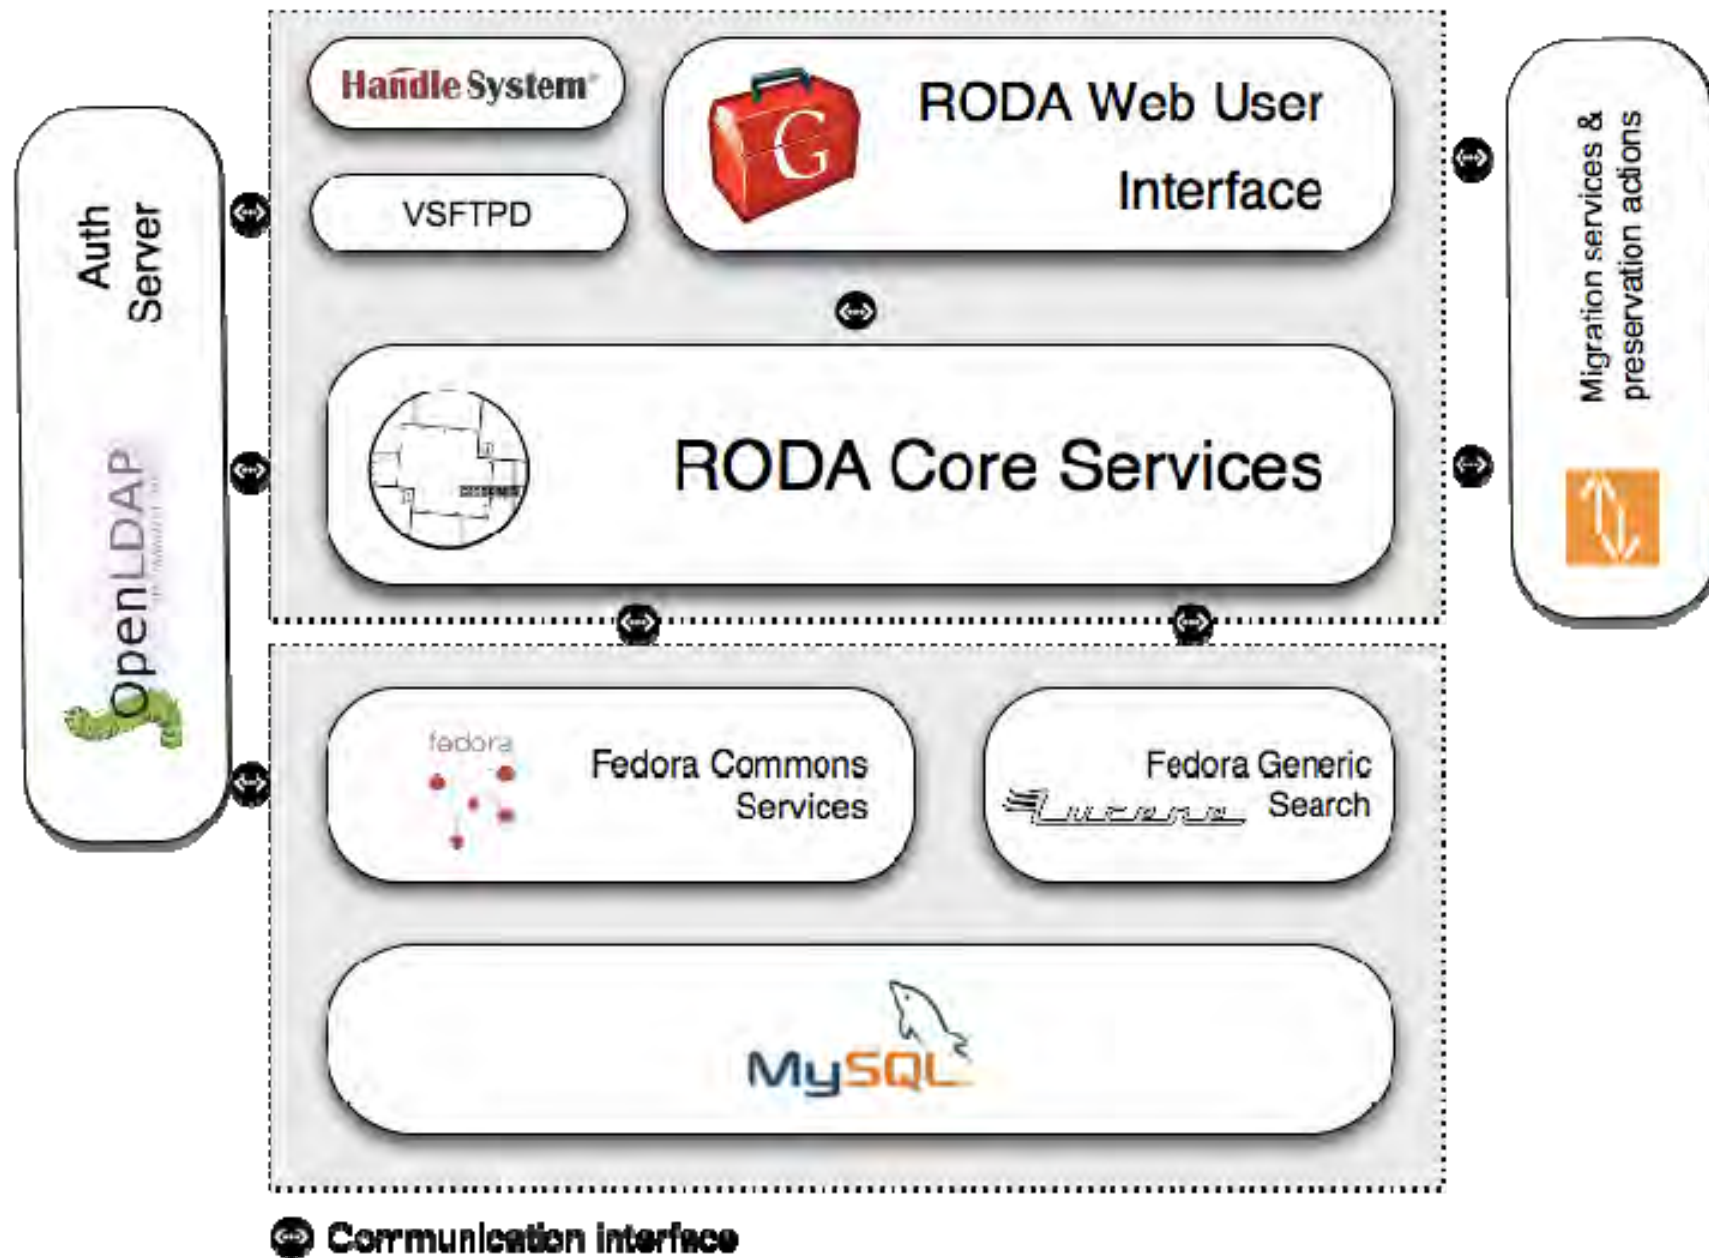 Handle System
VSFTPD
RODA Web User
Interface
Auth
Server
OpenLDAP
Migration services &
preservation actions
G
RODA Core Services
fedora
Fedora Commons
Services
Lucene
Fedora Generic
Search
MySQL
Communication interface